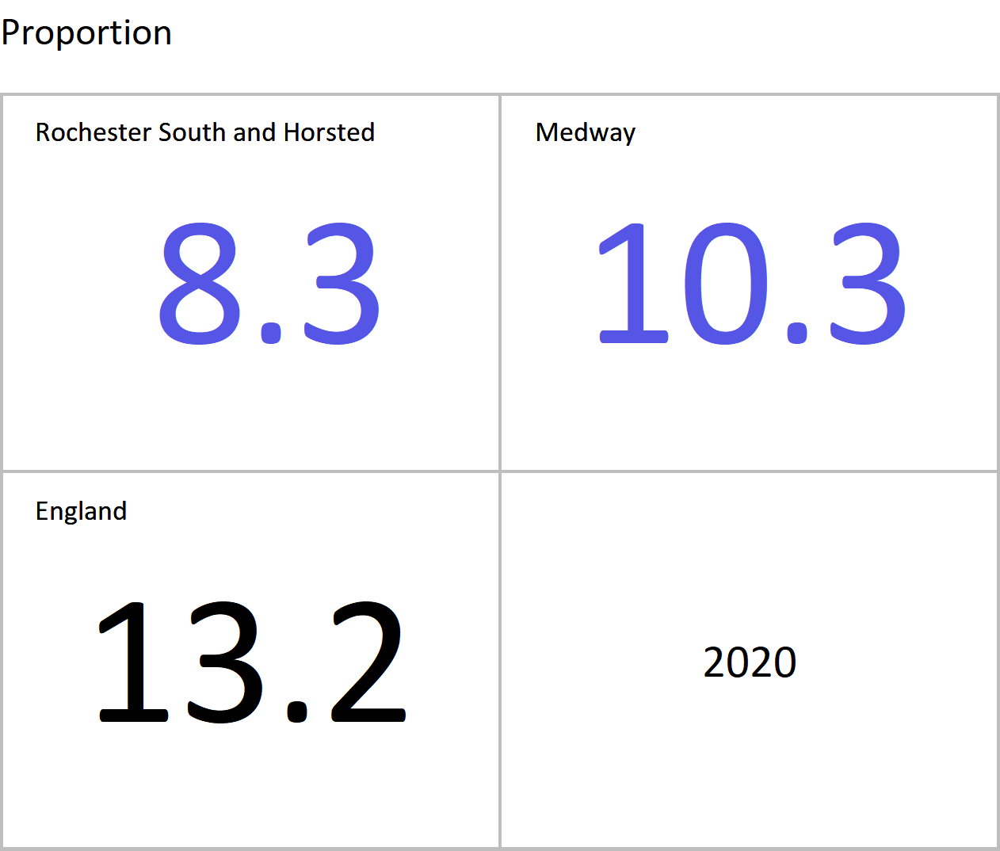 Proportion
Rochester South and Horsted
8.3
Medway
10.3
England
13.2
2020